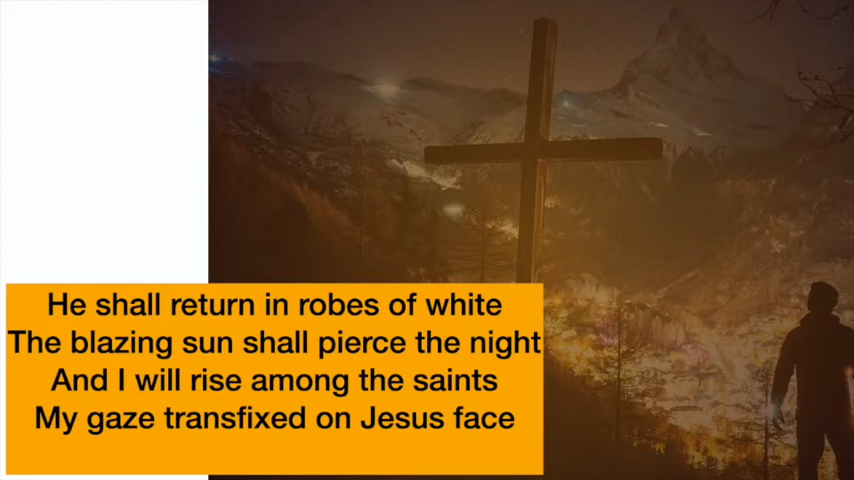 He shall return in robes of white
The blazing sun shall pierce the night
And I will rise among the saints
My gaze transfixed on Jesus face